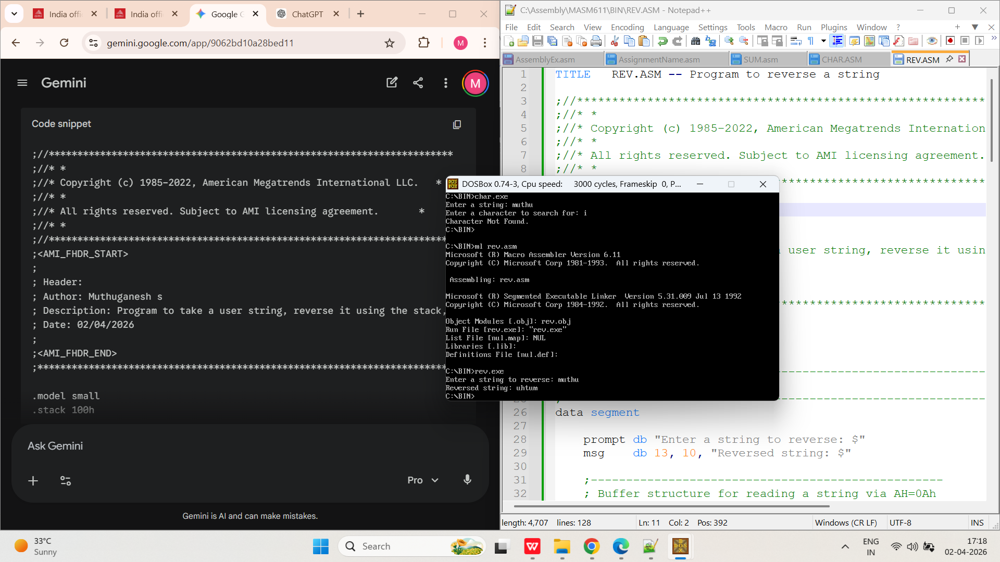 India offi
India offi
Google G
ChatGPT
gemini.google.com/app/9062bd10a28bed11
M
Gemini
M
Code snippet
;//***********************************************************************
;//* *
;//* Copyright (c) 1985-2022, American Megatrends International LLC.   *
;//* *
;//* All rights reserved. Subject to AMI licensing agreement.       *
;//* *
;//***********************************************************************
;<AMI_FHDR_START>
;
; Header:
; Author: Muthuganesh s
; Description: Program to take a user string, reverse it using the stack,
; Date: 02/04/2026
;
;<AMI_FHDR_END>
;*************************************************************************
.model small
.stack 100h
Ask Gemini
Pro
Gemini is AI and can make mistakes.
C:\Assembly\MASM611\BIN\REV.ASM - Notepad++
File Edit Search View Encoding Language Settings Tools Macro Run Plugins Window ?
AssemblyEx.asm AssignmentName.asm SUM.asm CHAR.ASM REV.ASM
1 TITLE   REV.ASM -- Program to reverse a string
2
3 ;//**********************************************************
4 ;//* *
5 ;//* Copyright (c) 1985-2022, American Megatrends Internation
6 ;//* *
7 ;//* All rights reserved. Subject to AMI licensing agreement.
8 ;//* *
*****************************
user string, reverse it usin
*****************************
-----------------------------
-----------------------------
26 data segment
27
28 prompt db "Enter a string to reverse: $"
29 msg    db 13, 10, "Reversed string: $"
30
31 ;--------------------------------------------------
32 ; Buffer structure for reading a string via AH=0Ah
length: 4,707 lines: 128 Ln: 11 Col: 2 Pos: 392 Windows (CR LF) UTF-8 INS
DOSBox 0.74-3, Cpu speed: 3000 cycles, Frameskip 0, P...
C:\BIN>char.exe
Enter a string: muthu
Enter a character to search for: i
Character Not Found.
C:\BIN>
C:\BIN>ml rev.asm
Microsoft (R) Macro Assembler Version 6.11
Copyright (C) Microsoft Corp 1981-1993.  All rights reserved.
Assembling: rev.asm
Microsoft (R) Segmented Executable Linker  Version 5.31.009 Jul 13 1992
Copyright (C) Microsoft Corp 1984-1992.  All rights reserved.
Object Modules [.obj]: rev.obj
Run File [rev.exe]: "rev.exe"
List File [nul.map]: NUL
Libraries [.lib]:
Definitions File [nul.def]:
C:\BIN>rev.exe
Enter a string to reverse: muthu
Reversed string: uhtum
C:\BIN>
33°C
Sunny
Search
ENG
IN
17:18
02-04-2026